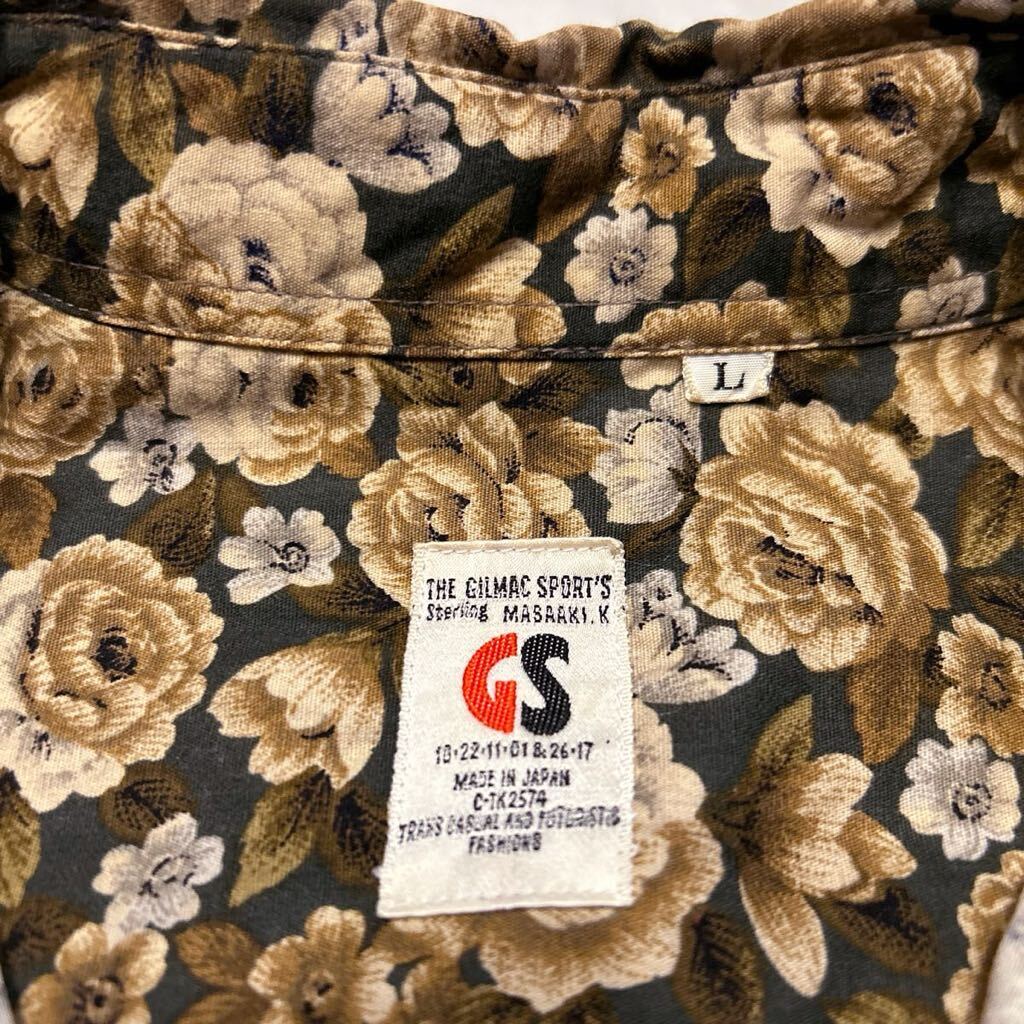 L
THE GILMAC SPORT'S
Sterling MASAAKI.K
GS
10·22·11·01 & 26·17
MADE IN JAPAN
C-TK2574
TRANS CASUAL AND FUTURISTIC
FASHIONS